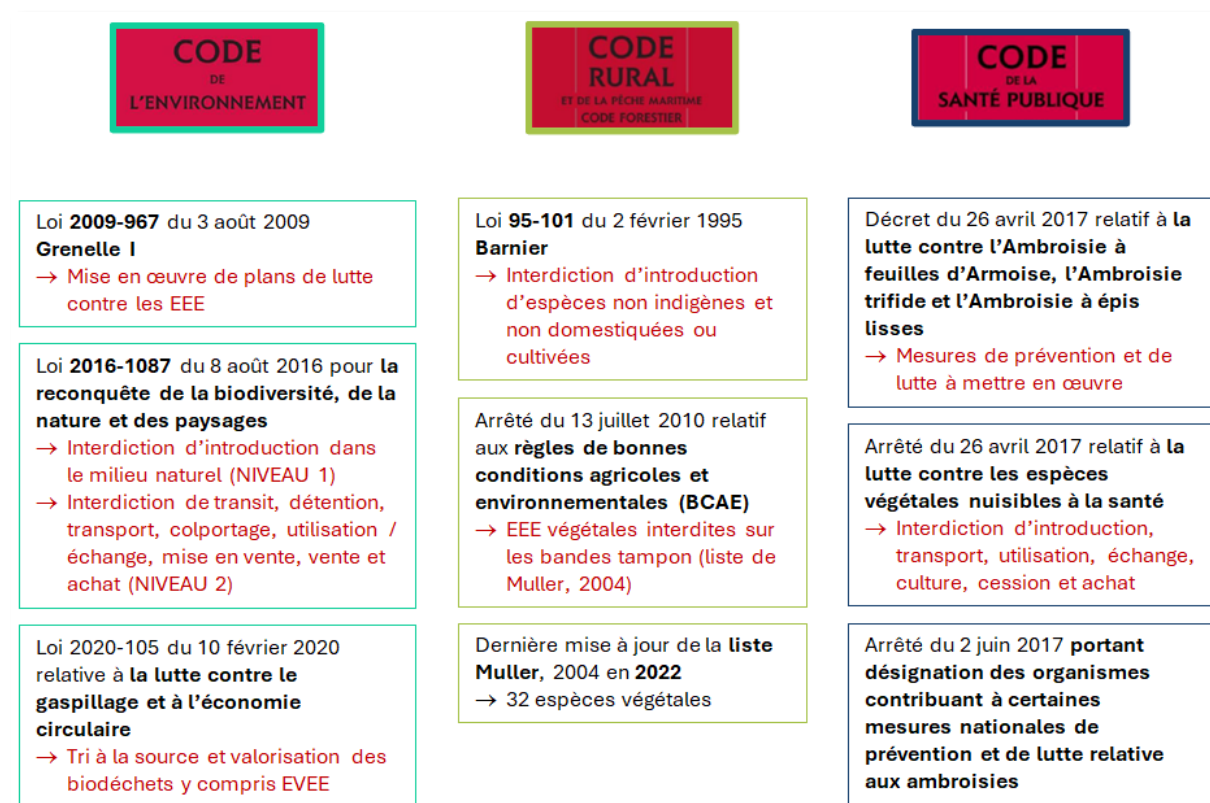 CODE
DE
L'ENVIRONNEMENT
Loi 2009-967 du 3 août 2009
Grenelle I
→ Mise en œuvre de plans de lutte
contre les EEE
Loi 2016-1087 du 8 août 2016 pour la
reconquête de la biodiversité, de la
nature et des paysages
→ Interdiction d’introduction dans
le milieu naturel (NIVEAU 1)
→ Interdiction de transit, détention,
transport, colportage, utilisation /
échange, mise en vente, vente et
achat (NIVEAU 2)
Loi 2020-105 du 10 février 2020
relative à la lutte contre le
gaspillage et à l’économie
circulaire
→ Tri à la source et valorisation des
biodéchets y compris EVEE
CODE
RURAL
ET DE LA PÊCHE MARITIME
CODE FORESTIER
Loi 95-101 du 2 février 1995
Barnier
→ Interdiction d’introduction
d’espèces non indigènes et
non domestiquées ou
cultivées
Arrêté du 13 juillet 2010 relatif
aux règles de bonnes
conditions agricoles et
environnementales (BCAE)
→ EEE végétales interdites sur
les bandes tampon (liste de
Muller, 2004)
Dernière mise à jour de la liste
Muller, 2004 en 2022
→ 32 espèces végétales
CODE
DE LA
SANTÉ PUBLIQUE
Décret du 26 avril 2017 relatif à la
lutte contre l’Ambroisie à
feuilles d’Armoise, l’Ambroisie
trifide et l’Ambroisie à épis
lisses
→ Mesures de prévention et de
lutte à mettre en œuvre
Arrêté du 26 avril 2017 relatif à la
lutte contre les espèces
végétales nuisibles à la santé
→ Interdiction d’introduction,
transport, utilisation, échange,
culture, cession et achat
Arrêté du 2 juin 2017 portant
désignation des organismes
contribuant à certaines
mesures nationales de
prévention et de lutte relative
aux ambroisies